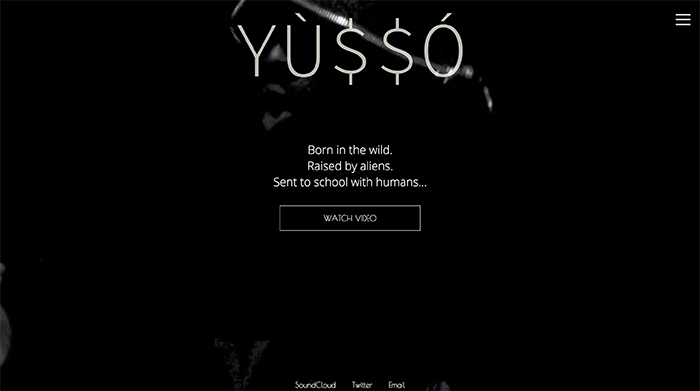 YÙ$$Ó
Born in the wild.
Raised by aliens.
Sent to school with humans...
WATCH VIDEO
SoundCloud Twitter Email